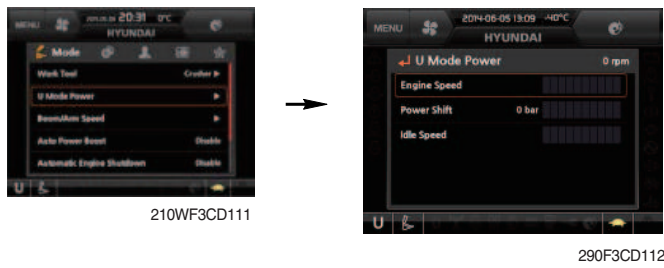 MENU 20:31 0℃
HYUNDAI
Mode
Work Tool Crusher
U Mode Power
Boom/Arm Speed
Auto Power Boost Disable
Automatic Engine Shutdown Disable
U
210WF3CD111
MENU 2014-06-05 13:09 -40℃
HYUNDAI
U Mode Power 0 rpm
Engine Speed
Power Shift 0 bar
Idle Speed
U
290F3CD112